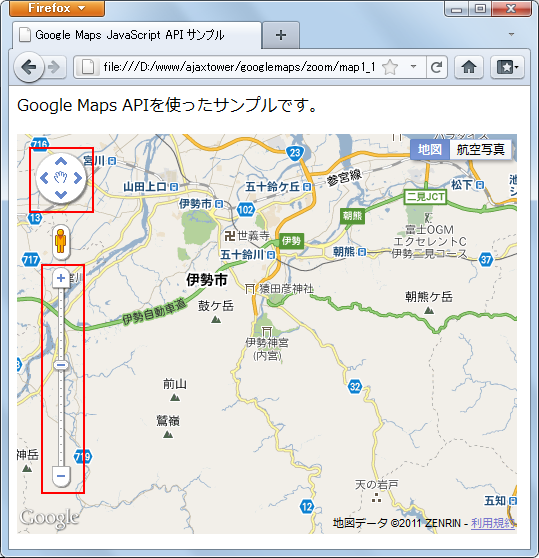 Firefox
Google Maps JavaScript API サンプル
file:///D:/www/ajaxtower/googlemaps/zoom/map1_1
Google Maps APIを使ったサンプルです。
地図 航空写真
716
宮川
23
山田上口
五十鈴ケ丘
参宮線
松下
伊勢市
102
二見JCT
13
朝熊
富士OGM
エクセレントC
伊勢二見コース
世義寺
伊勢
717
五十鈴川
朝熊
37
宮川
伊勢市
猿田彦神社
朝熊ケ岳
鼓ケ岳
伊勢自動車道
伊勢神宮
(内宮)
前山
32
鷲嶺
神岳
719
天の岩戸
五知
12
Google
地図データ ©2011 ZENRIN - 利用規約